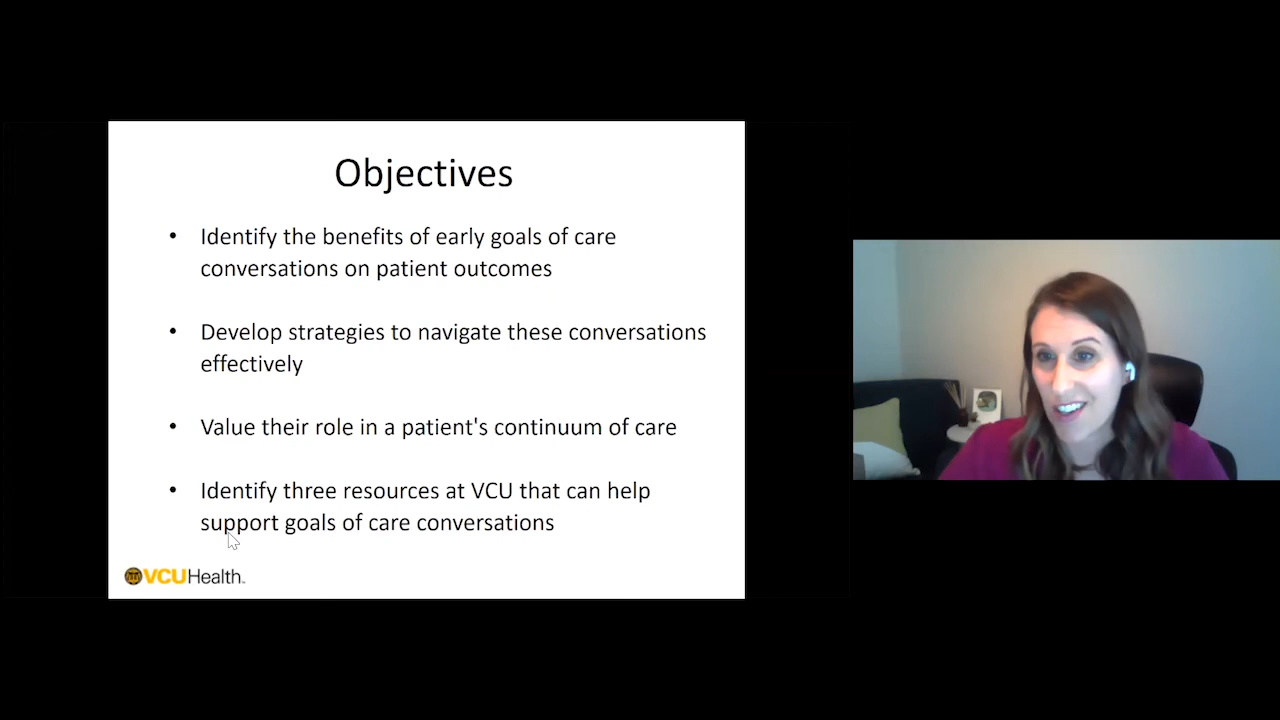 Objectives
• Identify the benefits of early goals of care
conversations on patient outcomes
• Develop strategies to navigate these conversations
effectively
• Value their role in a patient's continuum of care
• Identify three resources at VCU that can help
support goals of care conversations
VCUHealth™